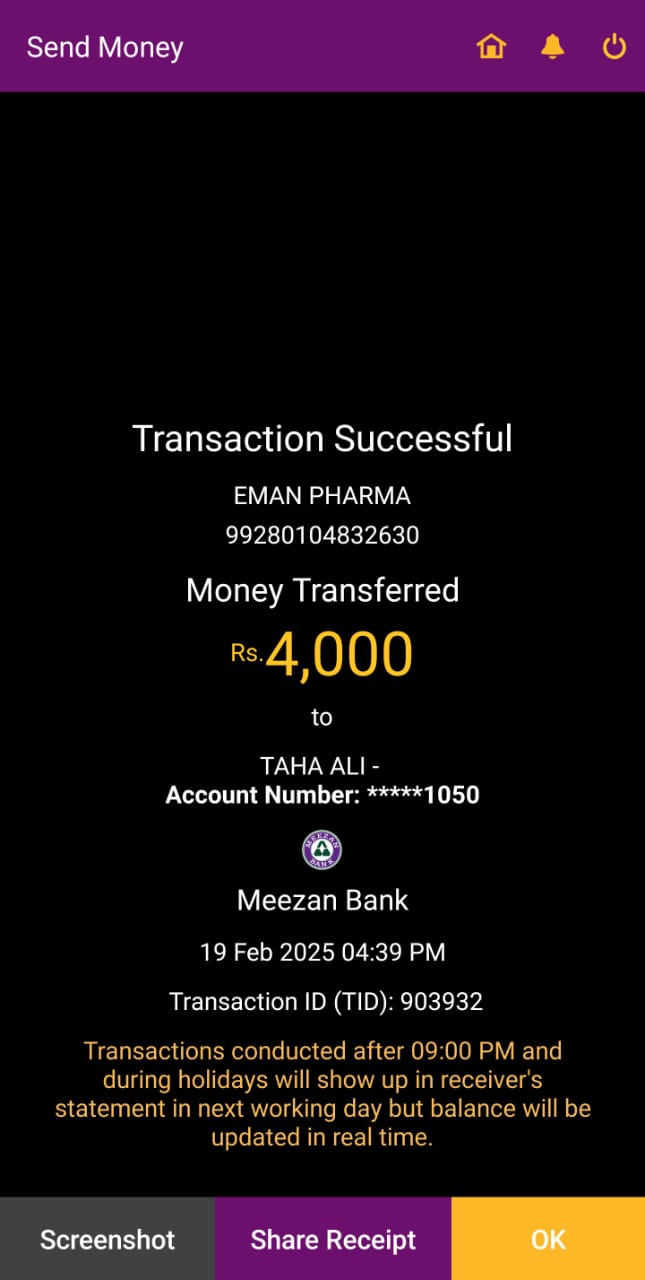 Send Money
Transaction Successful
EMAN PHARMA
99280104832630
Money Transferred
Rs.4,000
to
TAHA ALI -
Account Number: *****1050
MEEZAN BANK
Meezan Bank
19 Feb 2025 04:39 PM
Transaction ID (TID): 903932
Transactions conducted after 09:00 PM and
during holidays will show up in receiver's
statement in next working day but balance will be
updated in real time.
Screenshot
Share Receipt
OK